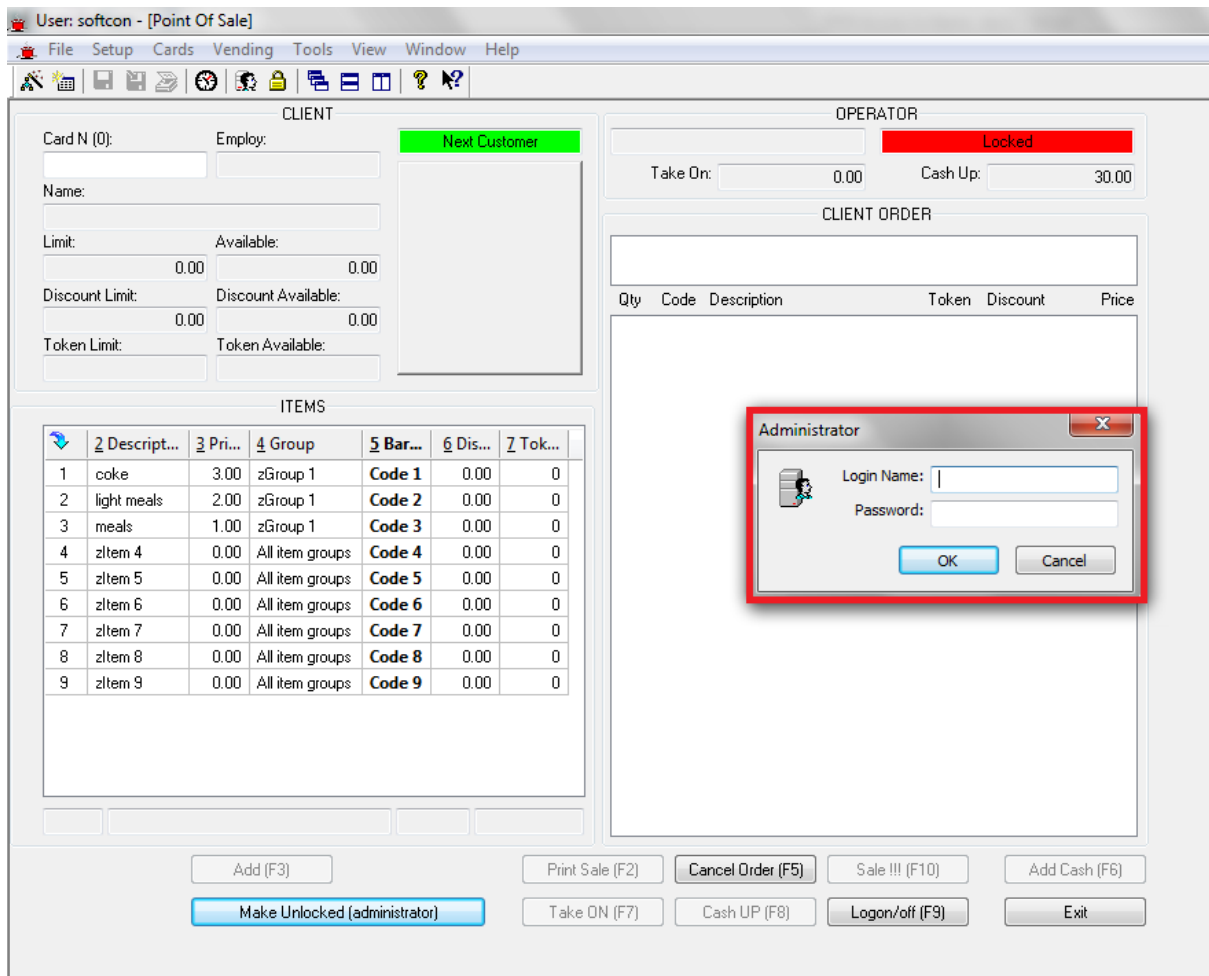 User: softcon - [Point Of Sale]
File Setup Cards Vending Tools View Window Help
CLIENT
Card N (0): Employ: Next Customer
Name:
Limit: Available:
0.00 0.00
Discount Limit: Discount Available:
0.00 0.00
Token Limit: Token Available:
OPERATOR
Locked
Take On: 0.00 Cash Up: 30.00
CLIENT ORDER
Qty Code Description Token Discount Price
ITEMS
2 Descript... 3 Pri... 4 Group 5 Bar... 6 Dis... 7 Tok...
1 coke 3.00 zGroup 1 Code 1 0.00 0
2 light meals 2.00 zGroup 1 Code 2 0.00 0
3 meals 1.00 zGroup 1 Code 3 0.00 0
4 zItem 4 0.00 All item groups Code 4 0.00 0
5 zItem 5 0.00 All item groups Code 5 0.00 0
6 zItem 6 0.00 All item groups Code 6 0.00 0
7 zItem 7 0.00 All item groups Code 7 0.00 0
8 zItem 8 0.00 All item groups Code 8 0.00 0
9 zItem 9 0.00 All item groups Code 9 0.00 0
Administrator
Login Name:
Password:
OK Cancel
Add (F3) Print Sale (F2) Cancel Order (F5) Sale !!! (F10) Add Cash (F6)
Make Unlocked (administrator) Take ON (F7) Cash UP (F8) Logon/off (F9) Exit